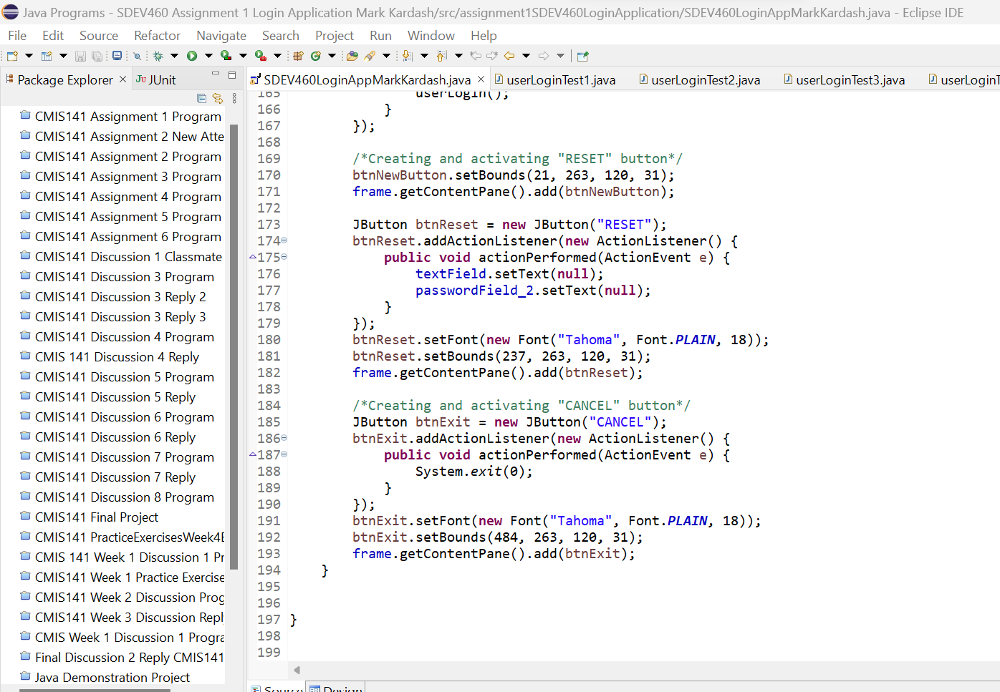 Java Programs - SDEV460 Assignment 1 Login Application Mark Kardash/src/assignment1SDEV460LoginApplication/SDEV460LoginAppMarkKardash.java - Eclipse IDE
File Edit Source Refactor Navigate Search Project Run Window Help
Package Explorer × JUnit
SDEV460LoginAppMarkKardash.java × userLoginTest1.java userLoginTest2.java userLoginTest3.java userLoginT
CMIS141 Assignment 1 Program
CMIS141 Assignment 2 New Atte
CMIS141 Assignment 2 Program
CMIS141 Assignment 3 Program
CMIS141 Assignment 4 Program
CMIS141 Assignment 5 Program
CMIS141 Assignment 6 Program
CMIS141 Discussion 1 Classmate
CMIS141 Discussion 3 Program
CMIS141 Discussion 3 Reply 2
CMIS141 Discussion 3 Reply 3
CMIS141 Discussion 4 Program
CMIS 141 Discussion 4 Reply
CMIS141 Discussion 5 Program
CMIS141 Discussion 5 Reply
CMIS141 Discussion 6 Program
CMIS141 Discussion 6 Reply
CMIS141 Discussion 7 Program
CMIS141 Discussion 7 Reply
CMIS141 Discussion 8 Program
CMIS141 Final Project
CMIS141 PracticeExercisesWeek4E
CMIS 141 Week 1 Discussion 1 Pr
CMIS141 Week 1 Practice Exercise
CMIS141 Week 2 Discussion Prog
CMIS141 Week 3 Discussion Repl
CMIS Week 1 Discussion 1 Progra
Final Discussion 2 Reply CMIS141
Java Demonstration Project
165 userLogin();
166 }
167 });
168
169 /*Creating and activating "RESET" button*/
170 btnNewButton.setBounds(21, 263, 120, 31);
171 frame.getContentPane().add(btnNewButton);
172
173 JButton btnReset = new JButton("RESET");
174 btnReset.addActionListener(new ActionListener() {
175 public void actionPerformed(ActionEvent e) {
176 textField.setText(null);
177 passwordField_2.setText(null);
178 }
179 });
180 btnReset.setFont(new Font("Tahoma", Font.PLAIN, 18));
181 btnReset.setBounds(237, 263, 120, 31);
182 frame.getContentPane().add(btnReset);
183
184 /*Creating and activating "CANCEL" button*/
185 JButton btnExit = new JButton("CANCEL");
186 btnExit.addActionListener(new ActionListener() {
187 public void actionPerformed(ActionEvent e) {
188 System.exit(0);
189 }
190 });
191 btnExit.setFont(new Font("Tahoma", Font.PLAIN, 18));
192 btnExit.setBounds(484, 263, 120, 31);
193 frame.getContentPane().add(btnExit);
194 }
195
196
197 }
198
199
Source Design